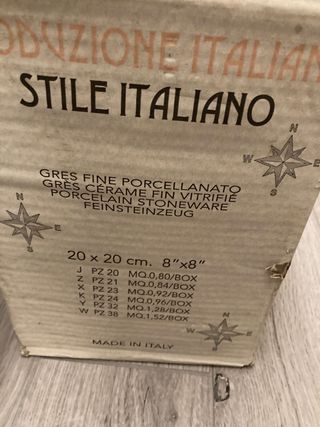 ODUZIONE ITALIAN
STILE ITALIANO
N
W E
S
GRÈS FINE PORCELLANATO
GRÈS CÉRAME FIN VITRIFIÉ
PORCELAIN STONEWARE
FEINSTEINZEUG
20 x 20 cm. 8"x8"
J PZ 20 MQ.0,80/BOX
Z PZ 21 MQ.0,84/BOX
X PZ 23 MQ.0,92/BOX
K PZ 24 MQ.0,96/BOX
Y PZ 32 MQ.1,28/BOX
W PZ 38 MQ.1,52/BOX
N
W E
S
S
MADE IN ITALY